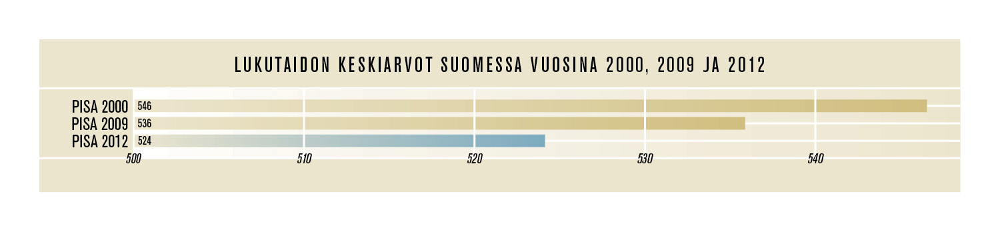 LUKUTAIDON KESKIARVOT SUOMESSA VUOSINA 2000, 2009 JA 2012
PISA 2000 546
PISA 2009 536
PISA 2012 524
500 510 520 530 540